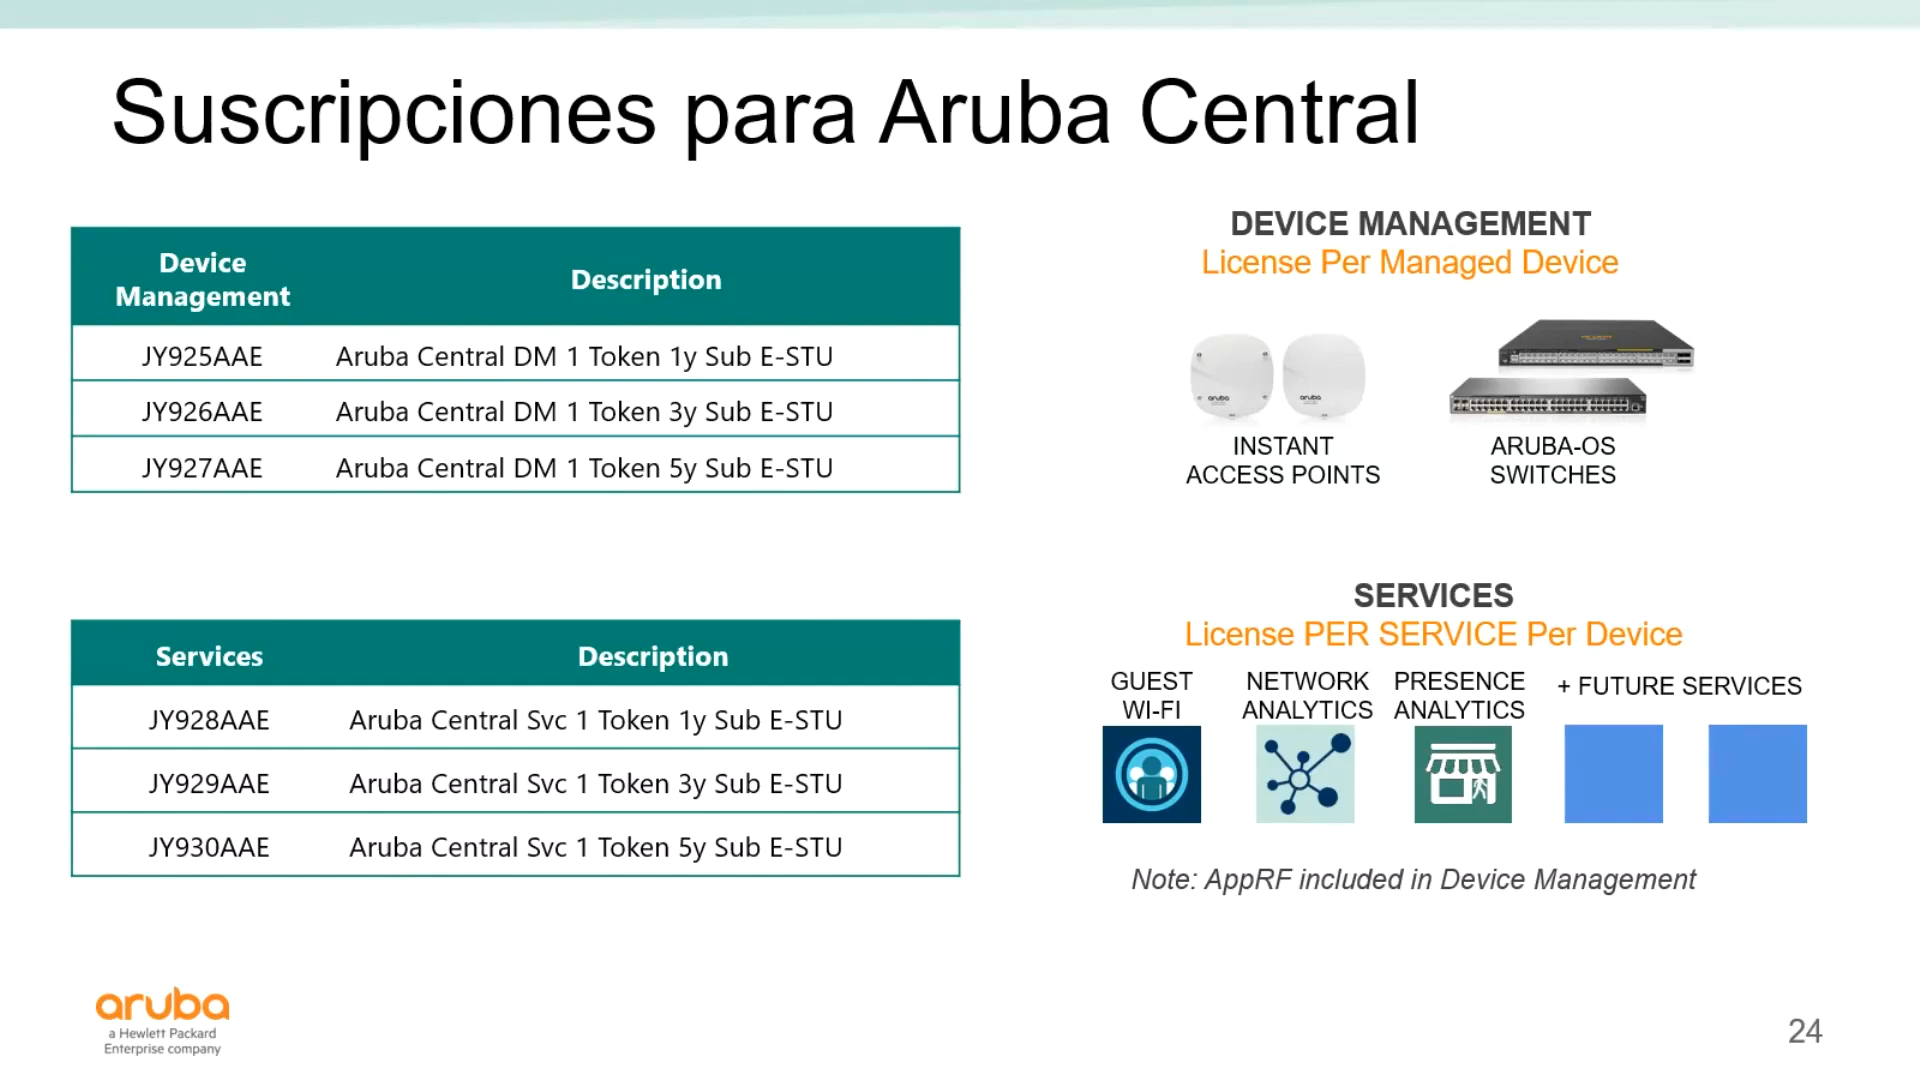 Suscripciones para Aruba Central
Device
Management
Description
JY925AAE Aruba Central DM 1 Token 1y Sub E-STU
JY926AAE Aruba Central DM 1 Token 3y Sub E-STU
JY927AAE Aruba Central DM 1 Token 5y Sub E-STU
DEVICE MANAGEMENT
License Per Managed Device
aruba aruba
INSTANT
ACCESS POINTS
ARUBA-OS
SWITCHES
Services Description
JY928AAE Aruba Central Svc 1 Token 1y Sub E-STU
JY929AAE Aruba Central Svc 1 Token 3y Sub E-STU
JY930AAE Aruba Central Svc 1 Token 5y Sub E-STU
SERVICES
License PER SERVICE Per Device
GUEST
WI-FI
NETWORK
ANALYTICS
PRESENCE
ANALYTICS
+ FUTURE SERVICES
Note: AppRF included in Device Management
aruba
a Hewlett Packard
Enterprise company
24